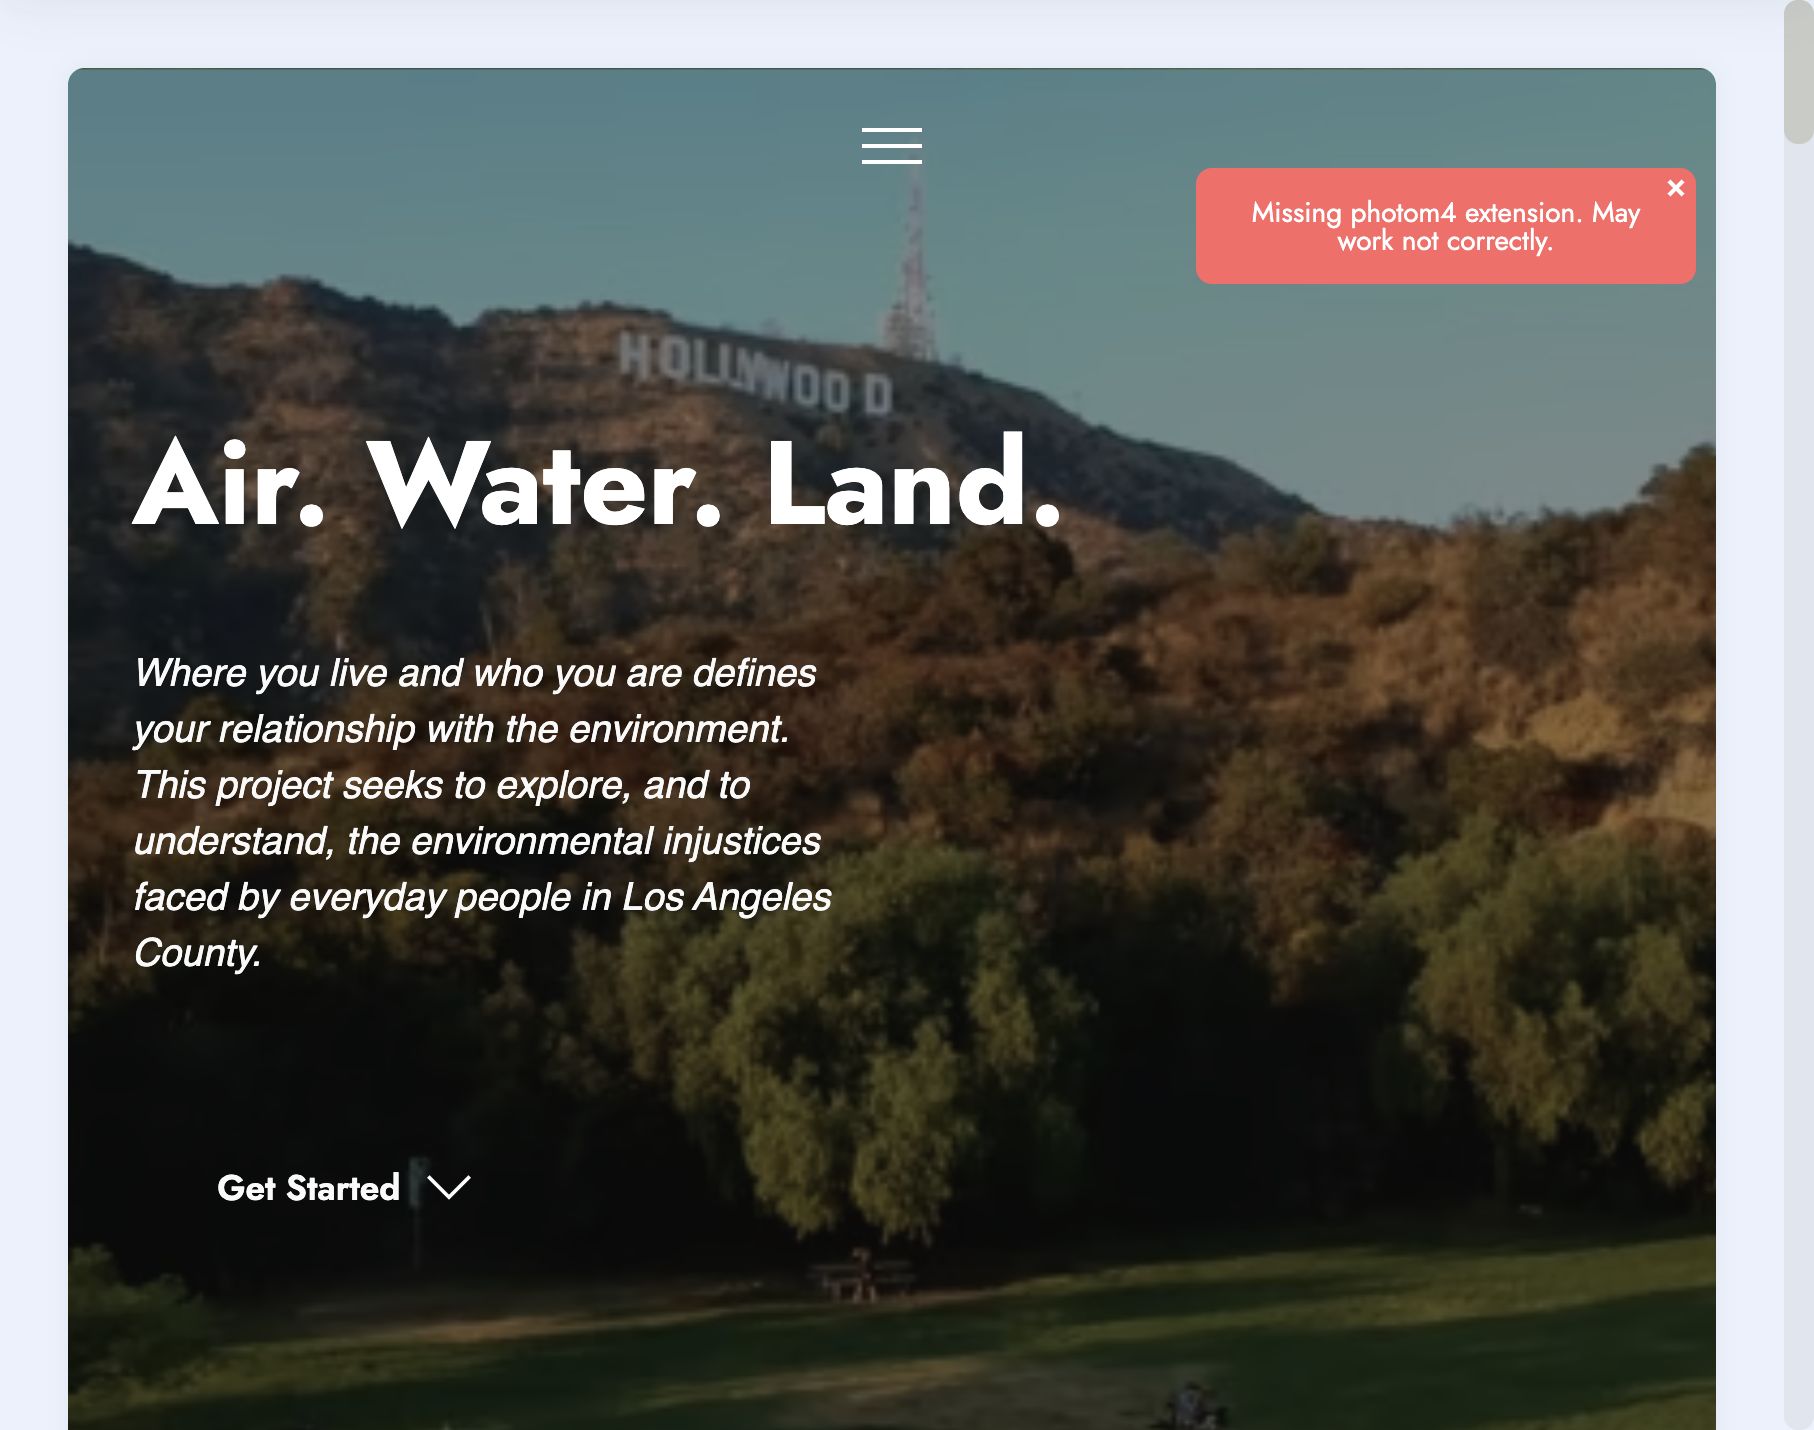 Missing photom4 extension. May
work not correctly.
HOLLYWOOD
Air. Water. Land.
Where you live and who you are defines
your relationship with the environment.
This project seeks to explore, and to
understand, the environmental injustices
faced by everyday people in Los Angeles
County.
Get Started